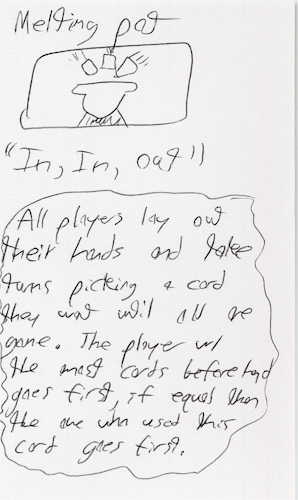 Melting pot
"In, In, out"
All players lay out
their hands and take
turns picking a card
they want until all are
gone. The player w/
the most cards beforehand
goes first, if equal then
the one who used this
card goes first.